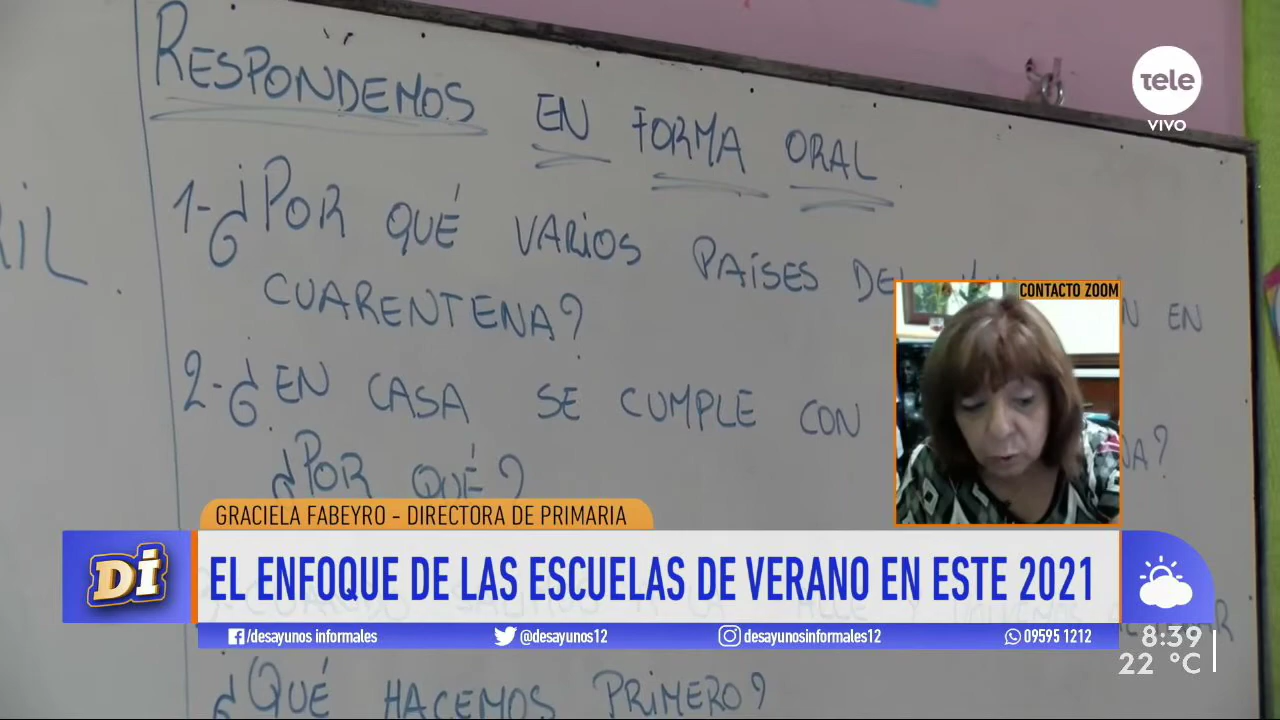 RESPONDEMOS EN FORMA ORAL.
1-¿POR QUÉ VARIOS PAÍSES DEL EN
CUARENTENA?
2-¿EN CASA SE CUMPLE CON
¿POR QUÉ?
¿QUÉ HACEMOS PRIMERO?
tele
VIVO
CONTACTO ZOOM
GRACIELA FABEYRO - DIRECTORA DE PRIMARIA
Di
EL ENFOQUE DE LAS ESCUELAS DE VERANO EN ESTE 2021
/desayunos informales @desayunos12 desayunosinformales12 09595 1212
8:39
22 °C